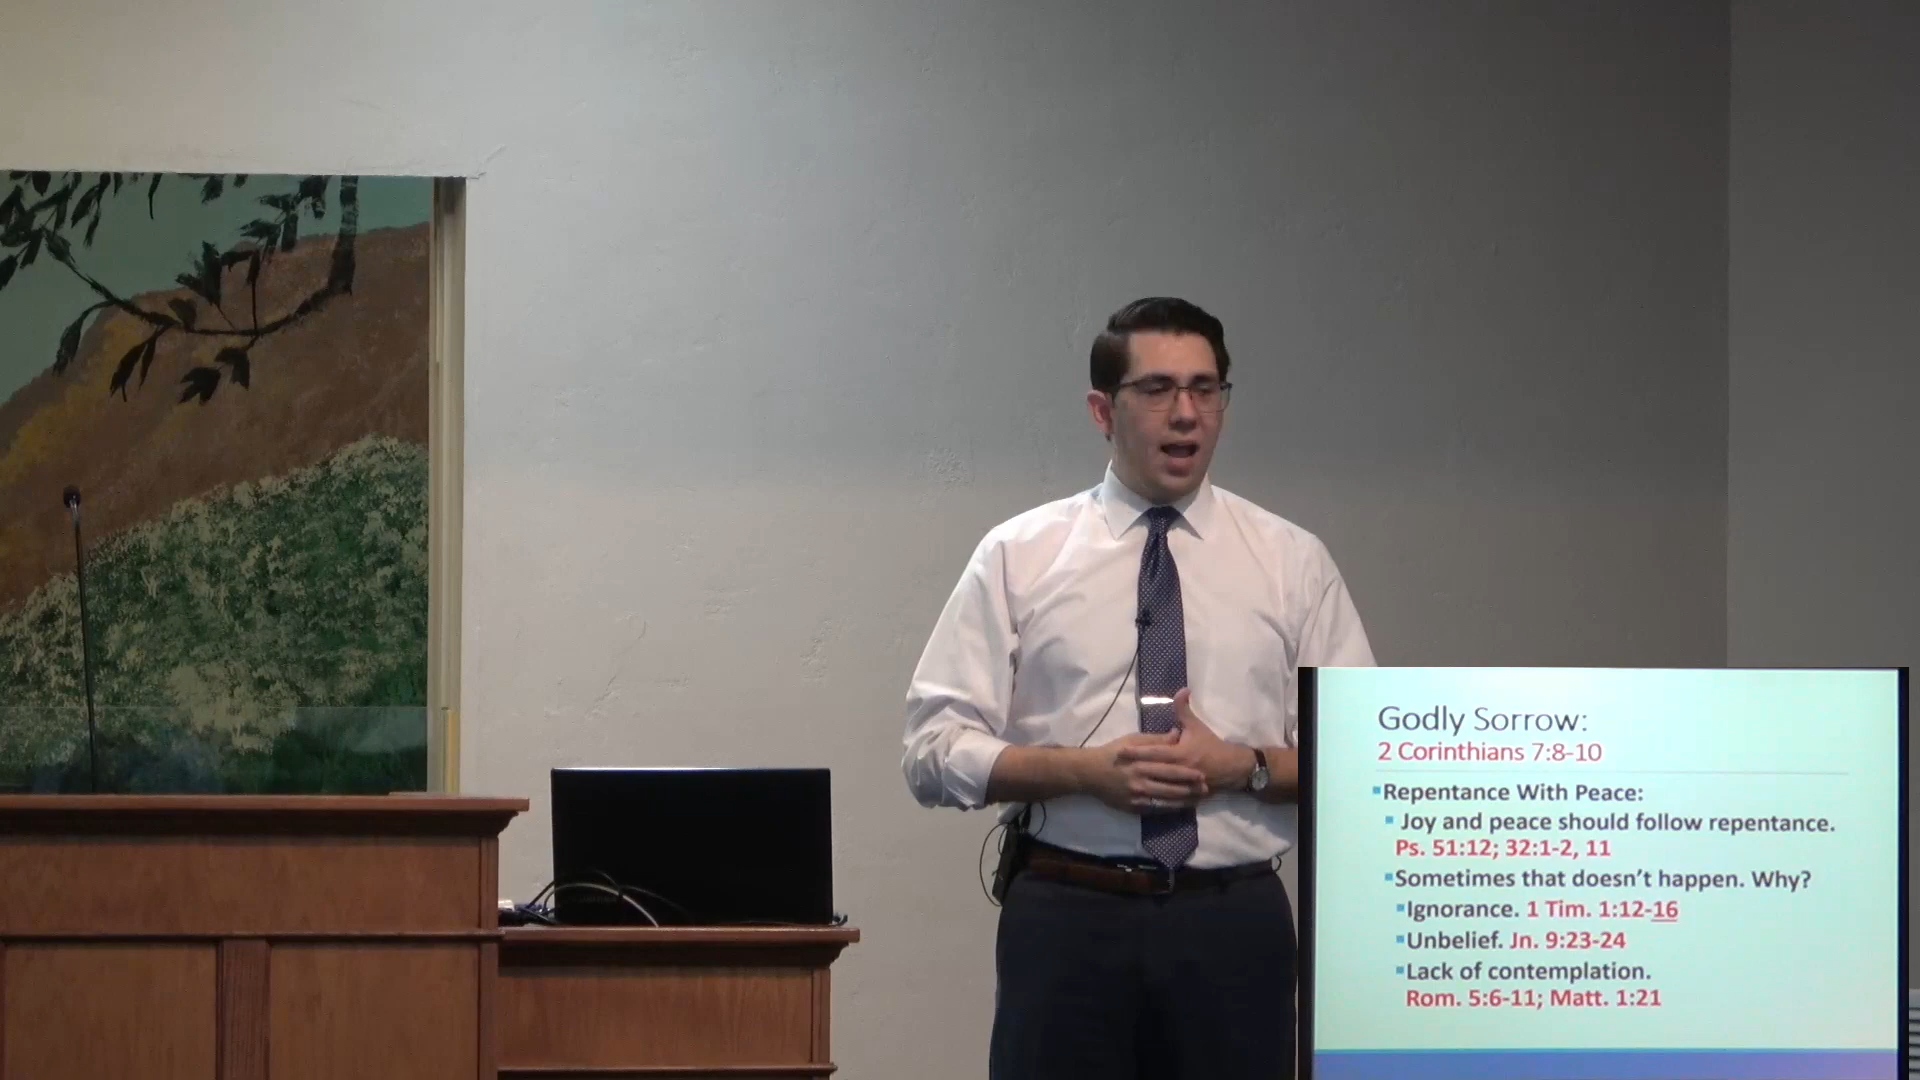 Godly Sorrow:
2 Corinthians 7:8-10
Repentance With Peace:
Joy and peace should follow repentance.
Ps. 51:12; 32:1-2, 11
Sometimes that doesn't happen. Why?
Ignorance. 1 Tim. 1:12-16
Unbelief. Jn. 9:23-24
Lack of contemplation.
Rom. 5:6-11; Matt. 1:21